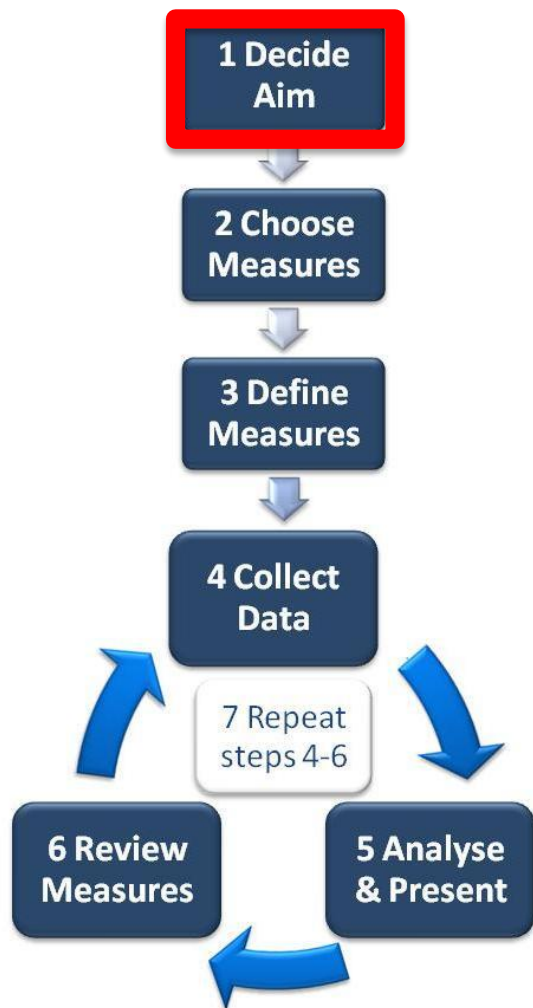 1 Decide
Aim
2 Choose
Measures
3 Define
Measures
4 Collect
Data
7 Repeat
steps 4-6
6 Review
Measures
5 Analyse
& Present